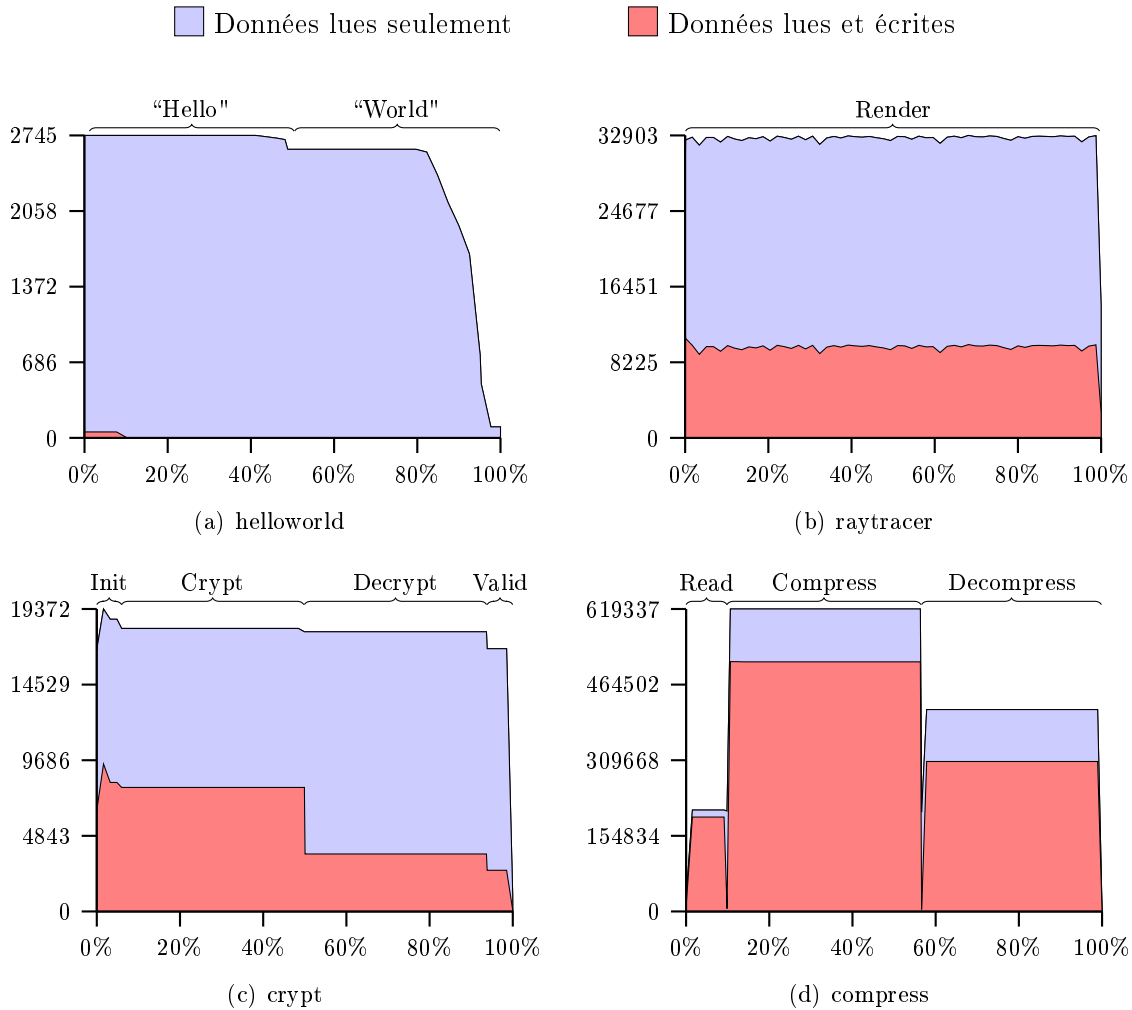 Données lues seulement Données lues et écrites
“Hello" “World"
2745
2058
1372
686
0
0% 20% 40% 60% 80% 100%
(a) helloworld
Render
32903
24677
16451
8225
0
0% 20% 40% 60% 80% 100%
(b) raytracer
Init Crypt Decrypt Valid
19372
14529
9686
4843
0
0% 20% 40% 60% 80% 100%
(c) crypt
Read Compress Decompress
619337
464502
309668
154834
0
0% 20% 40% 60% 80% 100%
(d) compress